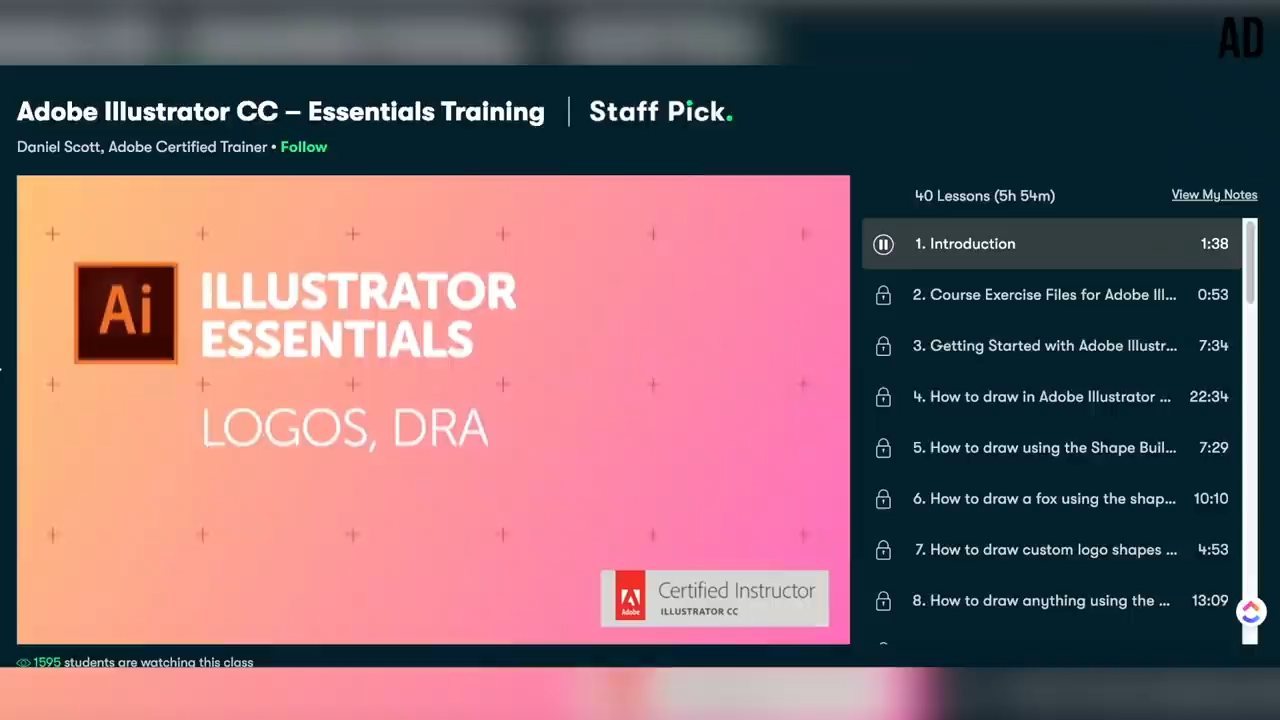 AD
Adobe Illustrator CC – Essentials Training | Staff Pick.
Daniel Scott, Adobe Certified Trainer • Follow
Ai
ILLUSTRATOR
ESSENTIALS
LOGOS, DRA
Adobe
Certified Instructor
ILLUSTRATOR CC
1595 students are watching this class
40 Lessons (5h 54m) View My Notes
1. Introduction 1:38
2. Course Exercise Files for Adobe Ill... 0:53
3. Getting Started with Adobe Illustr... 7:34
4. How to draw in Adobe Illustrator ... 22:34
5. How to draw using the Shape Buil... 7:29
6. How to draw a fox using the shap... 10:10
7. How to draw custom logo shapes ... 4:53
8. How to draw anything using the ... 13:09